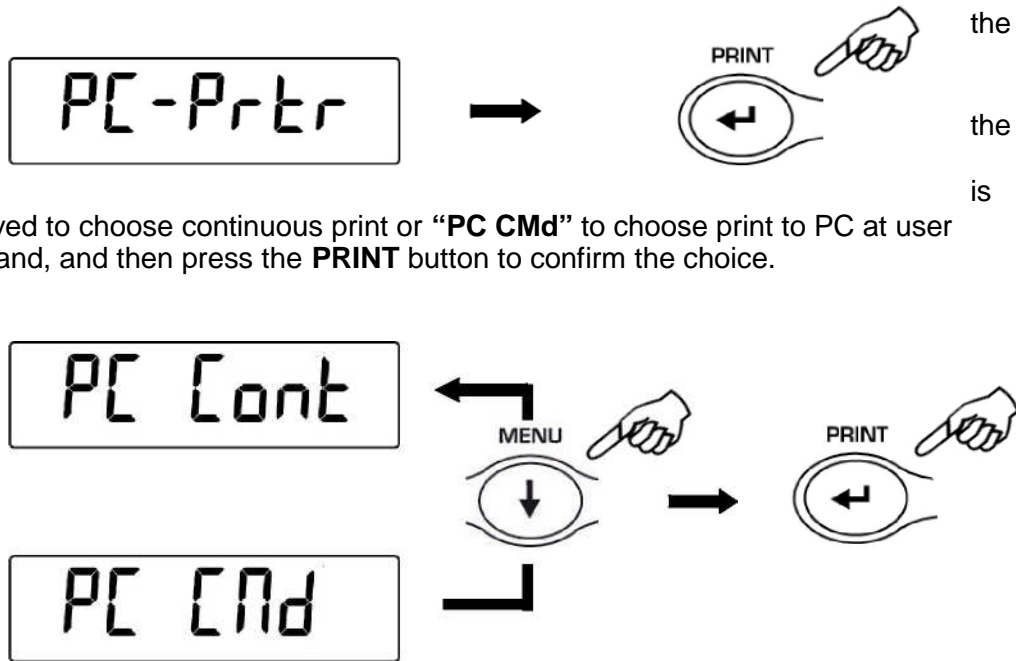 the
PRINT
PC-Prtr
the
is
yed to choose continuous print or “PC CMd” to choose print to PC at user
and, and then press the PRINT button to confirm the choice.
PC Cont
MENU
PRINT
PC CMd